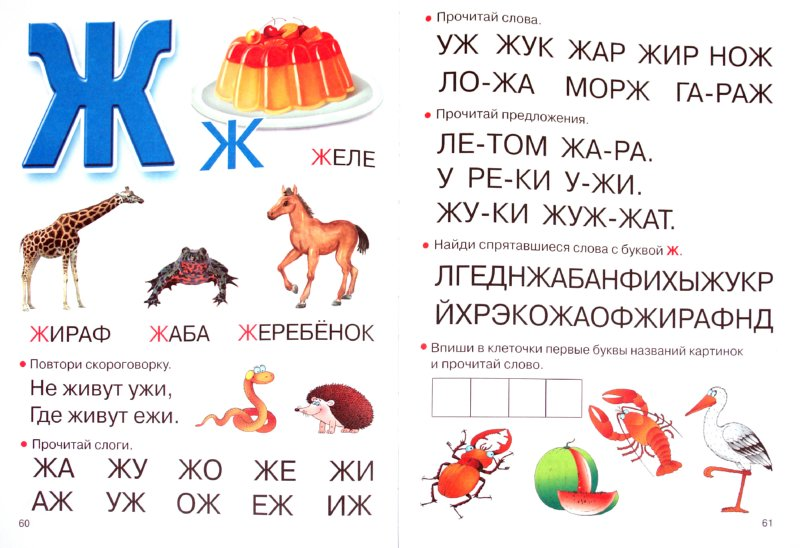 Ж
Ж
ЖЕЛЕ
ЖИРАФ ЖАБА ЖЕРЕБЁНОК
Повтори скороговорку.
Не живут ужи,
Где живут ежи.
Прочитай слоги.
ЖА ЖУ ЖО ЖЕ ЖИ
АЖ УЖ ОЖ ЕЖ ИЖ
60
Прочитай слова.
УЖ ЖУК ЖАР ЖИР НОЖ
ЛО-ЖА МОРЖ ГА-РАЖ
Прочитай предложения.
ЛЕ-ТОМ ЖА-РА.
У РЕ-КИ У-ЖИ.
ЖУ-КИ ЖУЖ-ЖАТ.
Найди спрятавшиеся слова с буквой Ж.
ЛГЕДНЖАБАНФИХЫЖУКР
ЙХРЭКОЖАОФЖИРАФНД
Впиши в клеточки первые буквы названий картинок
и прочитай слово.
61